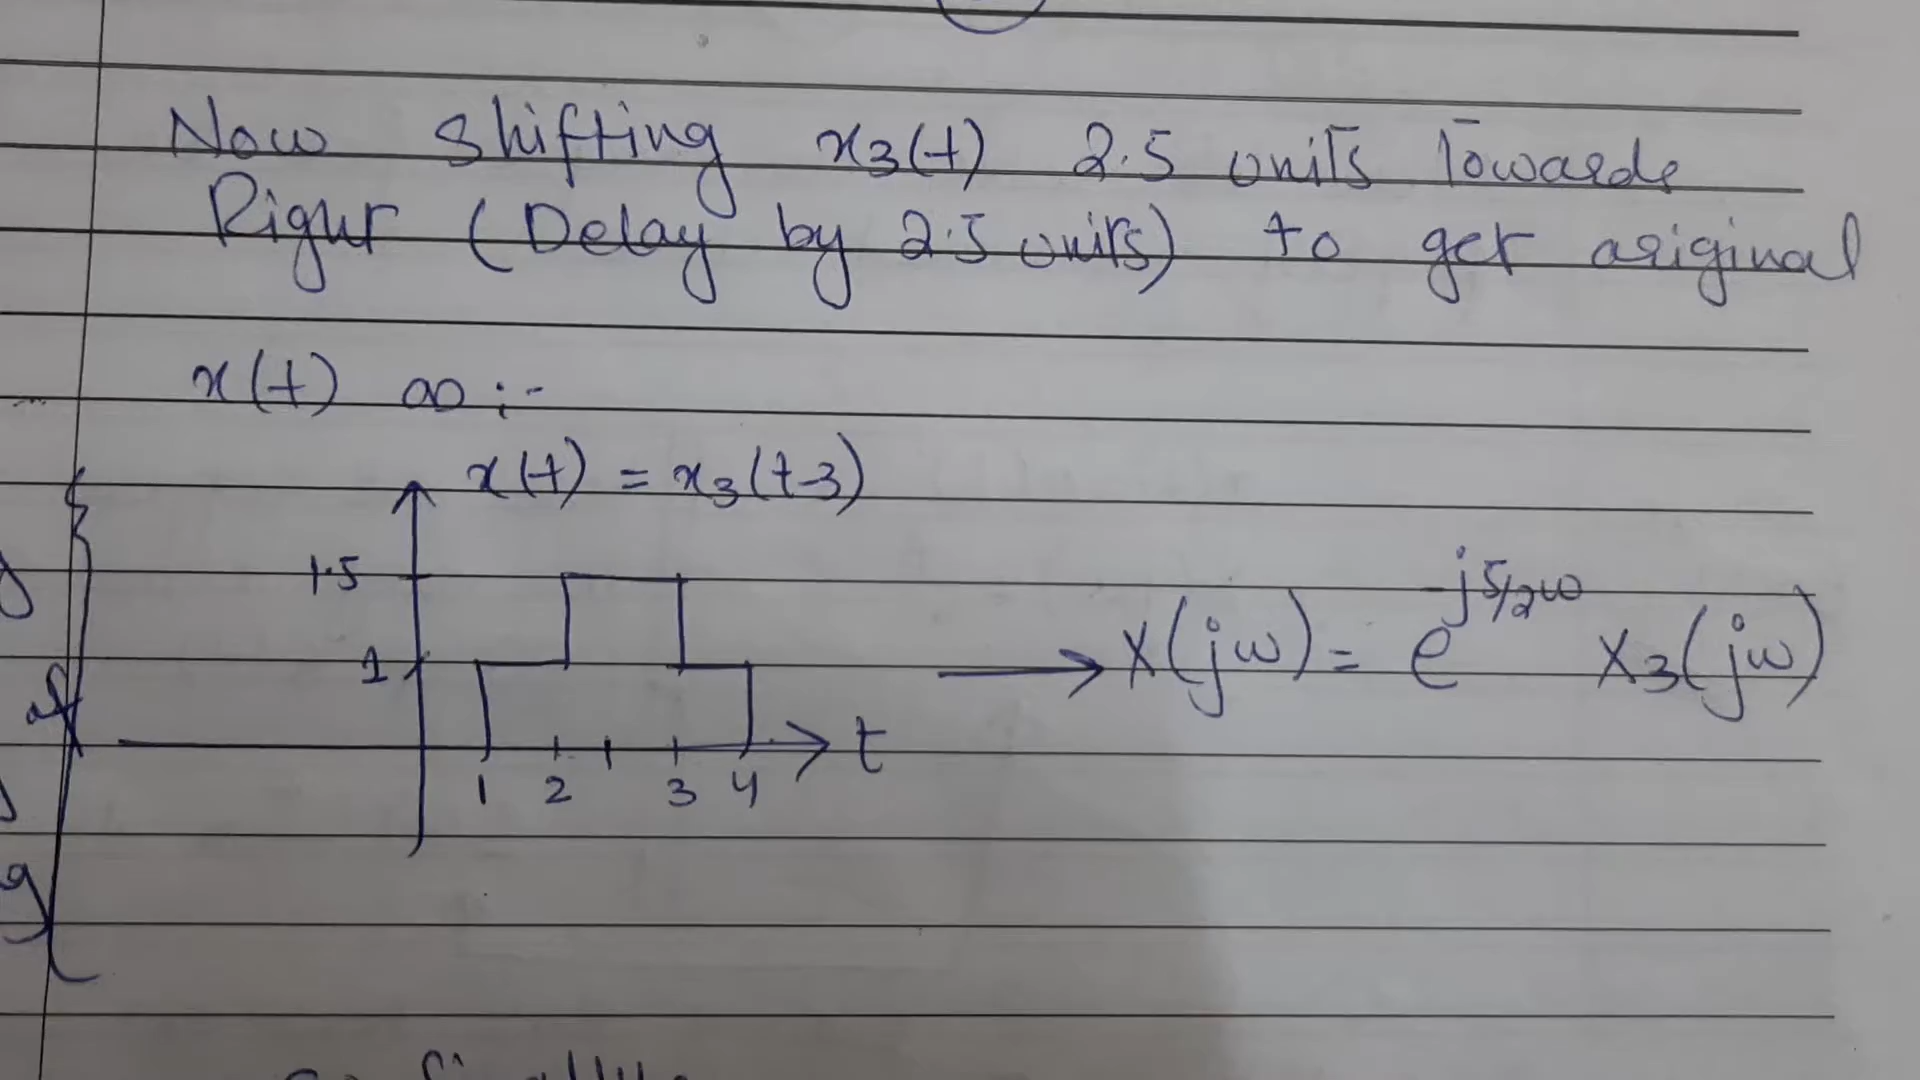 Now shifting x3(t) 2.5 units towards
Right (Delay by 2.5 units) to get original
x(t) as :-
x(t) = x3(t-3)
1.5
1
t
1 2 3 4
X(jω) = e^-j5/2ω X3(jω)